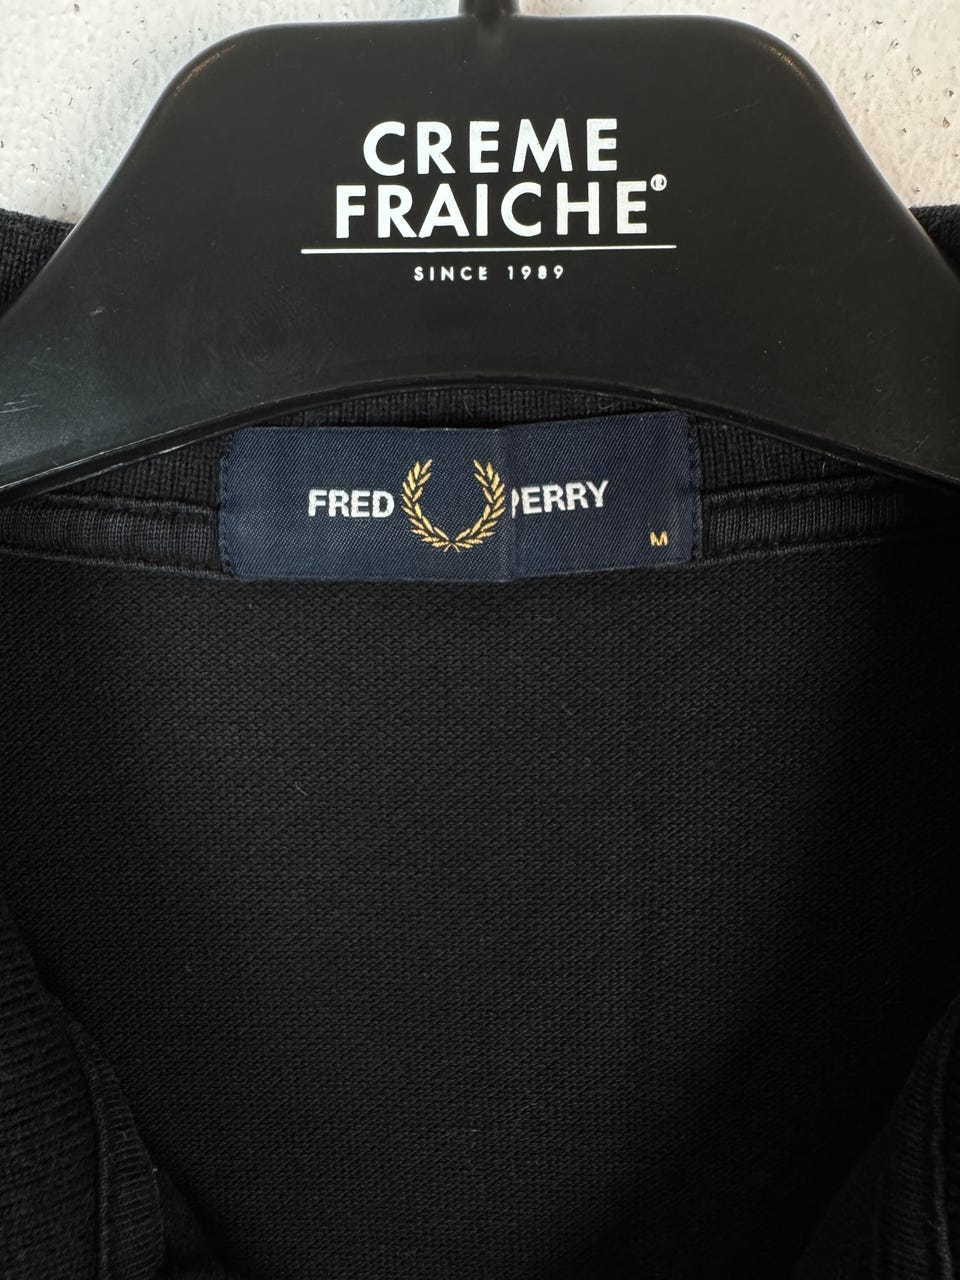 CREME
FRAICHE®
SINCE 1989
FRED PERRY
M